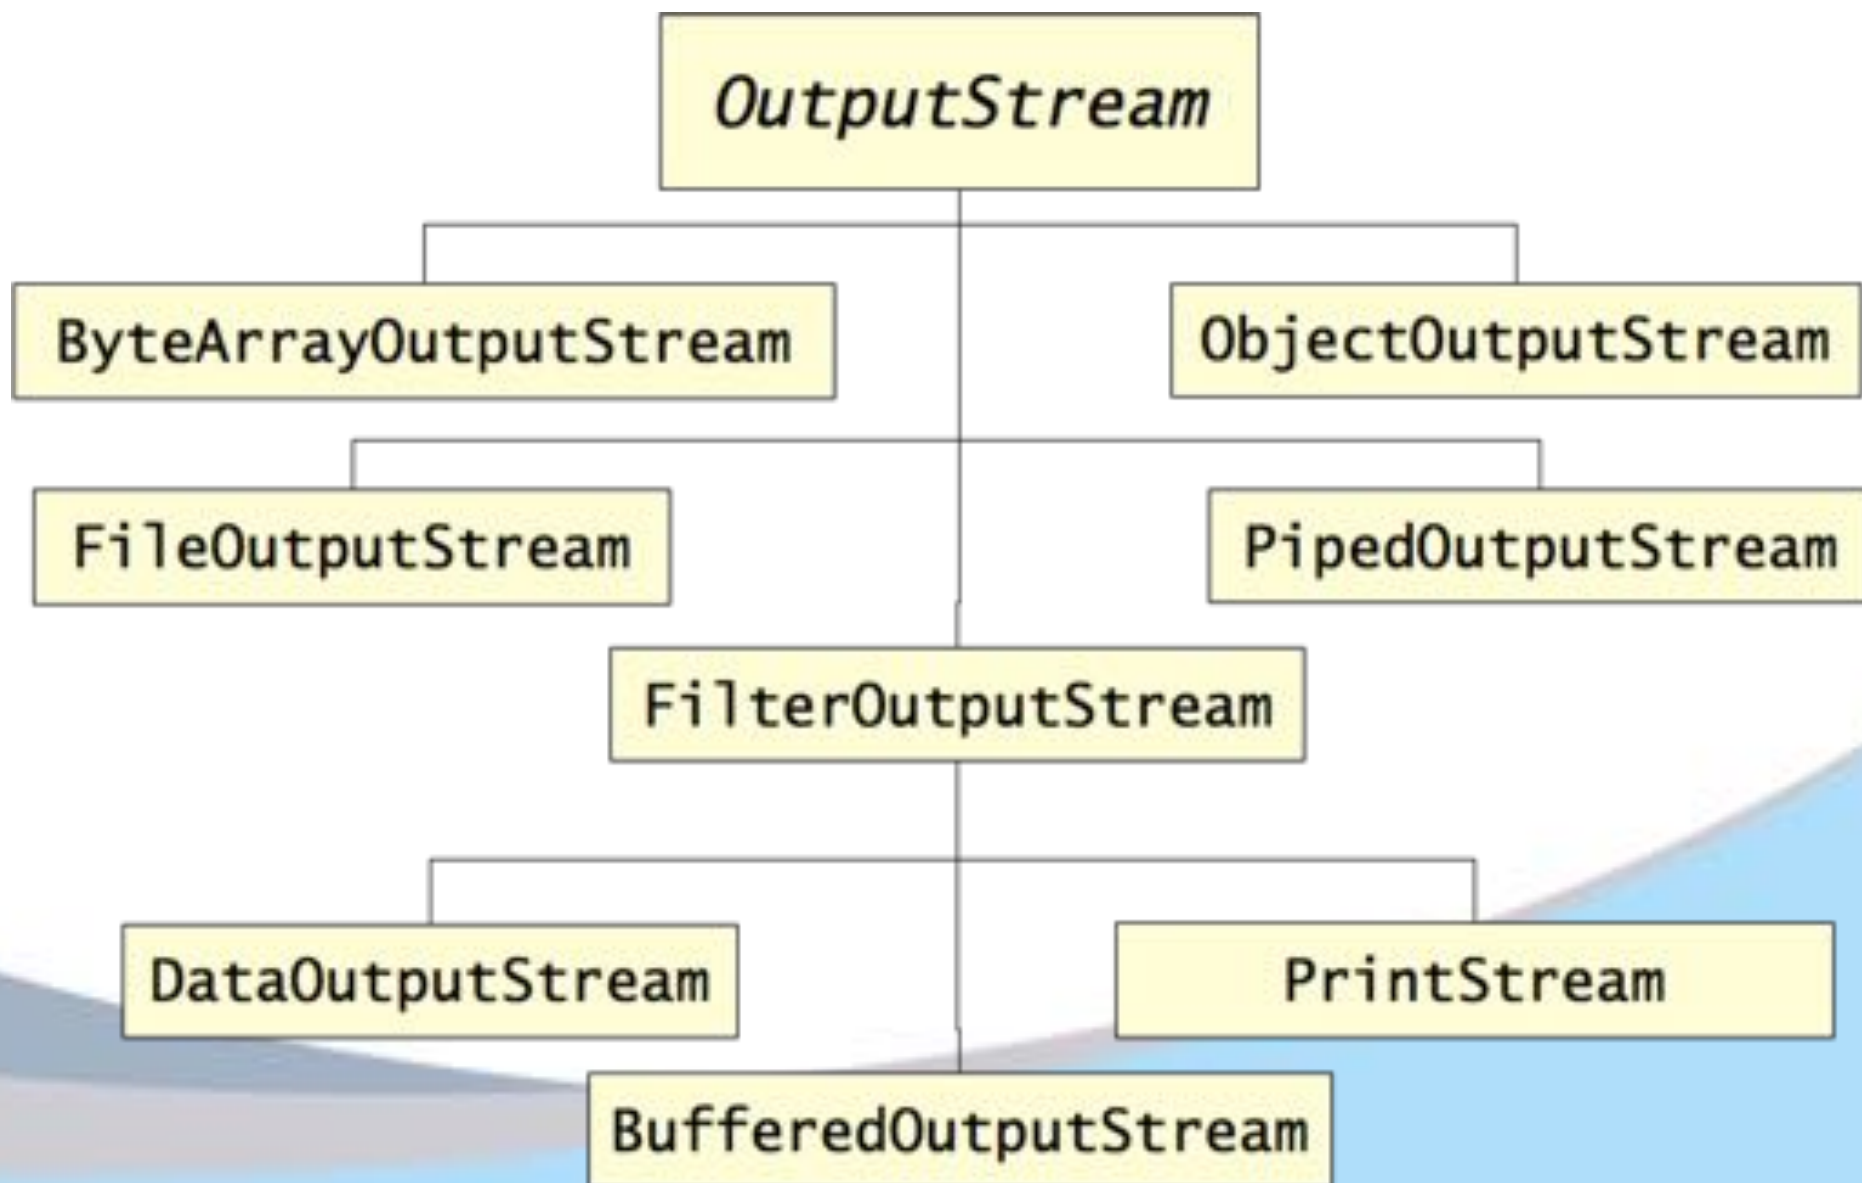 OutputStream
ByteArrayOutputStream
ObjectOutputStream
FileOutputStream
PipedOutputStream
FilterOutputStream
DataOutputStream
PrintStream
BufferedOutputStream